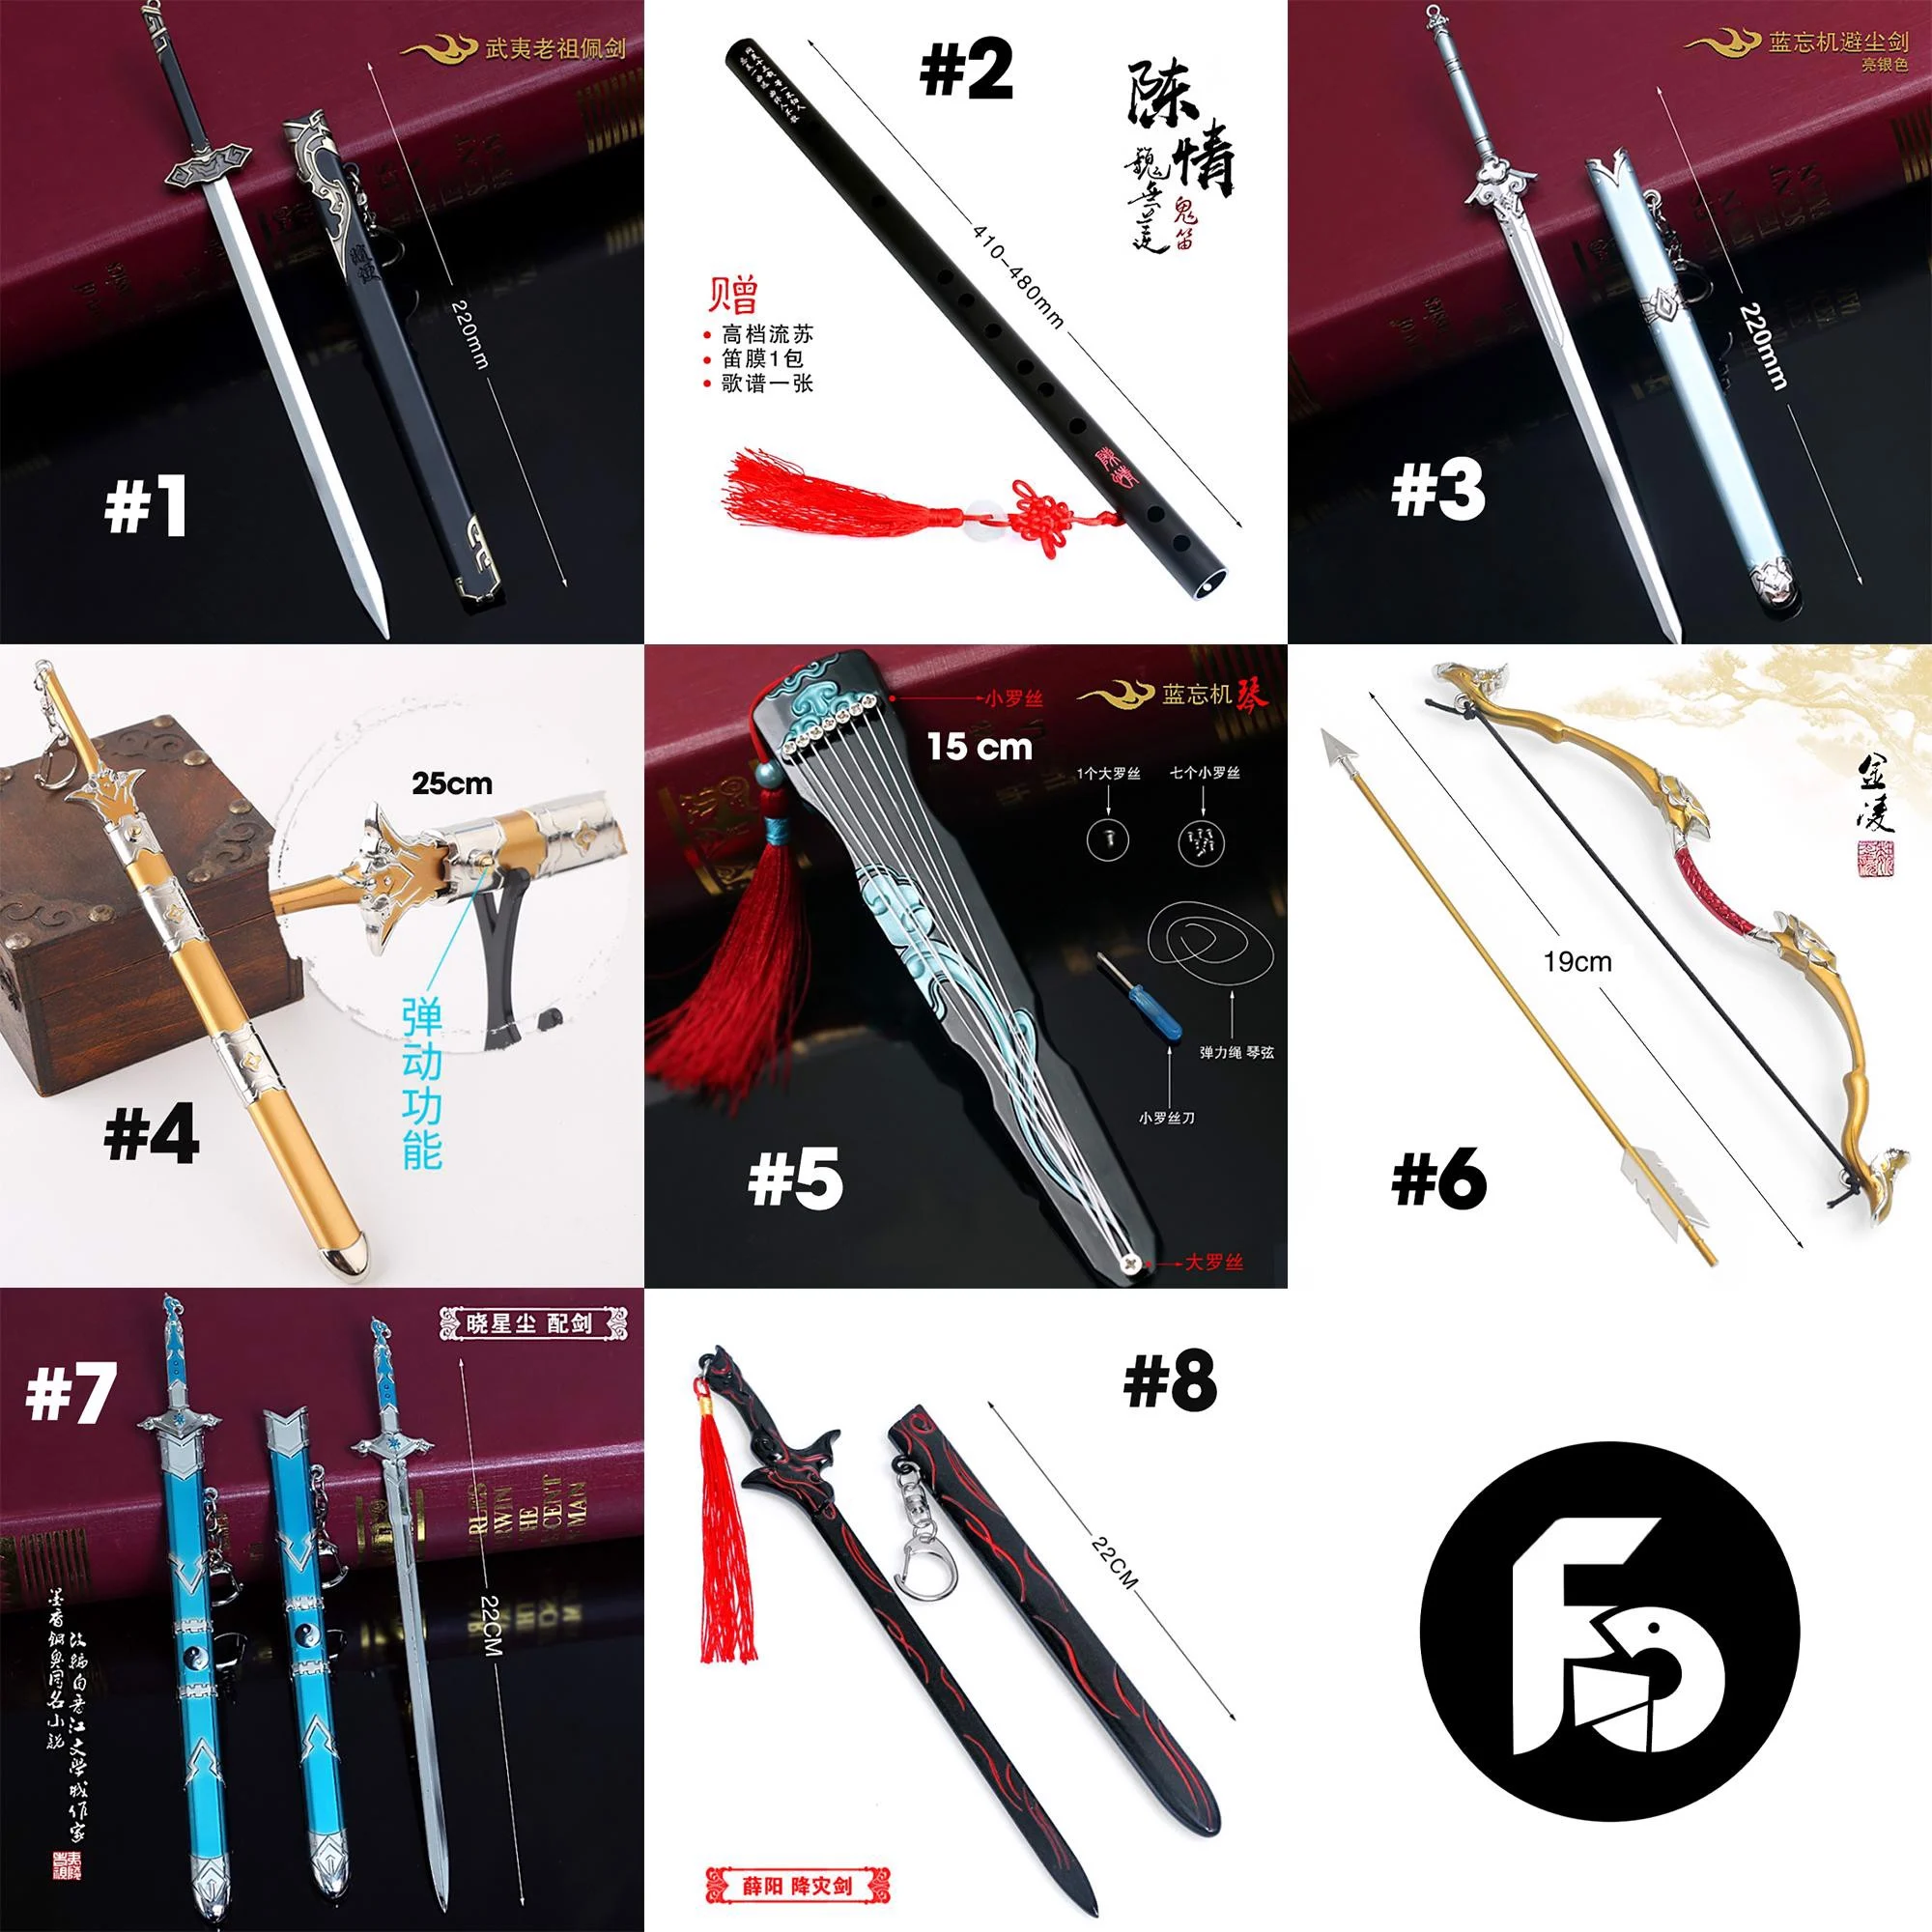 武夷老祖佩剑
220mm
随便
#1
#2
陈情
魏无羡
鬼笛
410-480mm
赠
• 高档流苏
• 笛膜1包
• 歌谱一张
陈情
蓝忘机避尘剑
亮银色
220mm
#3
25cm
弹动功能
#4
小罗丝
蓝忘机琴
15 cm
1个大罗丝
七个小罗丝
弹力绳 琴弦
小罗丝刀
#5
大罗丝
金凌
19cm
#6
晓星尘 配剑
#7
22CM
改编自晋江文学城作家
墨香铜臭同名小说
#8
22CM
薛阳 降灾剑